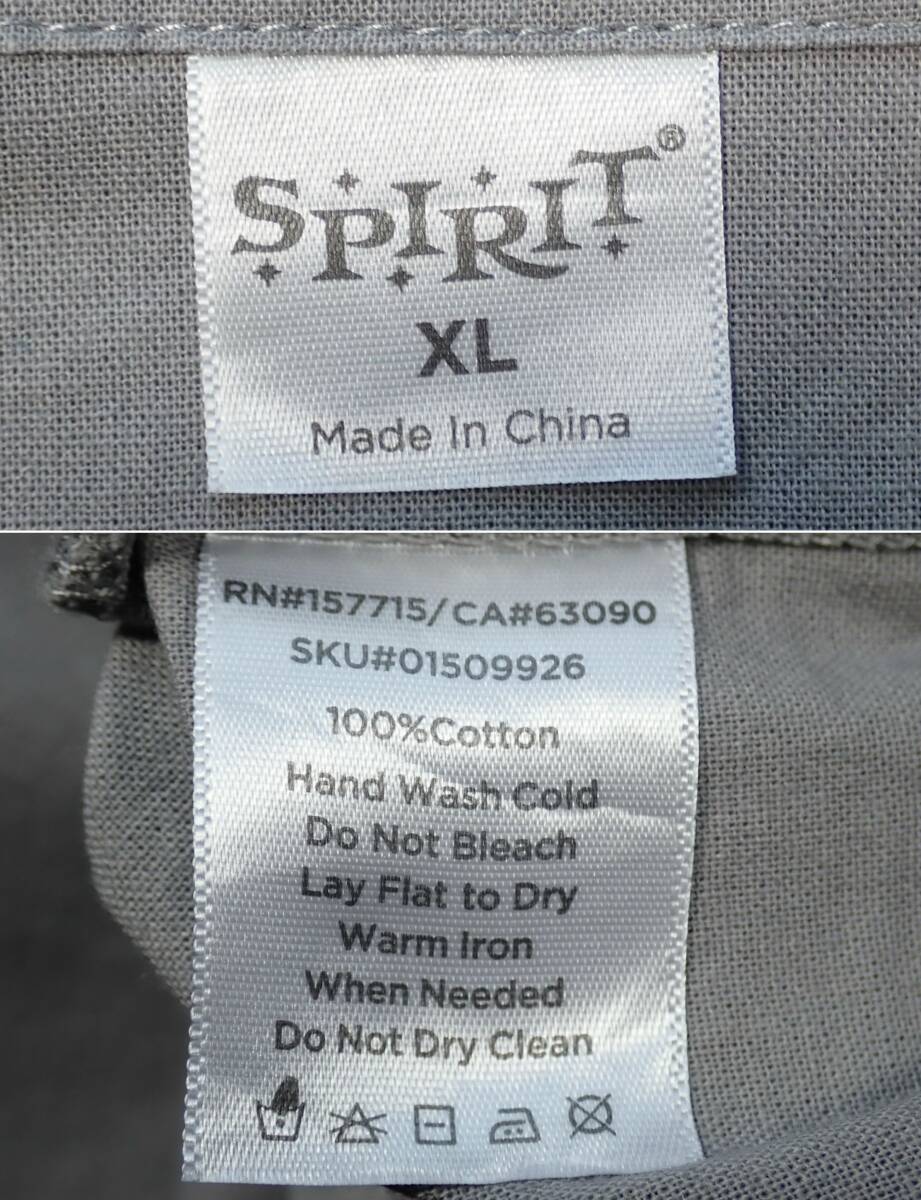 SPIRIT®
XL
Made In China
RN#157715/CA#63090
SKU#01509926
100%Cotton
Hand Wash Cold
Do Not Bleach
Lay Flat to Dry
Warm Iron
When Needed
Do Not Dry Clean